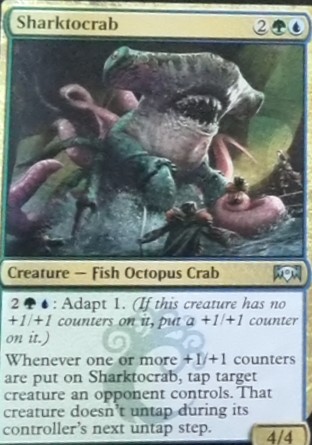 Sharktocrab 2
Creature — Fish Octopus Crab
2 : Adapt 1. (If this creature has no
+1/+1 counters on it, put a +1/+1 counter
on it.)
Whenever one or more +1/+1 counters
are put on Sharktocrab, tap target
creature an opponent controls. That
creature doesn't untap during its
controller's next untap step.
4/4